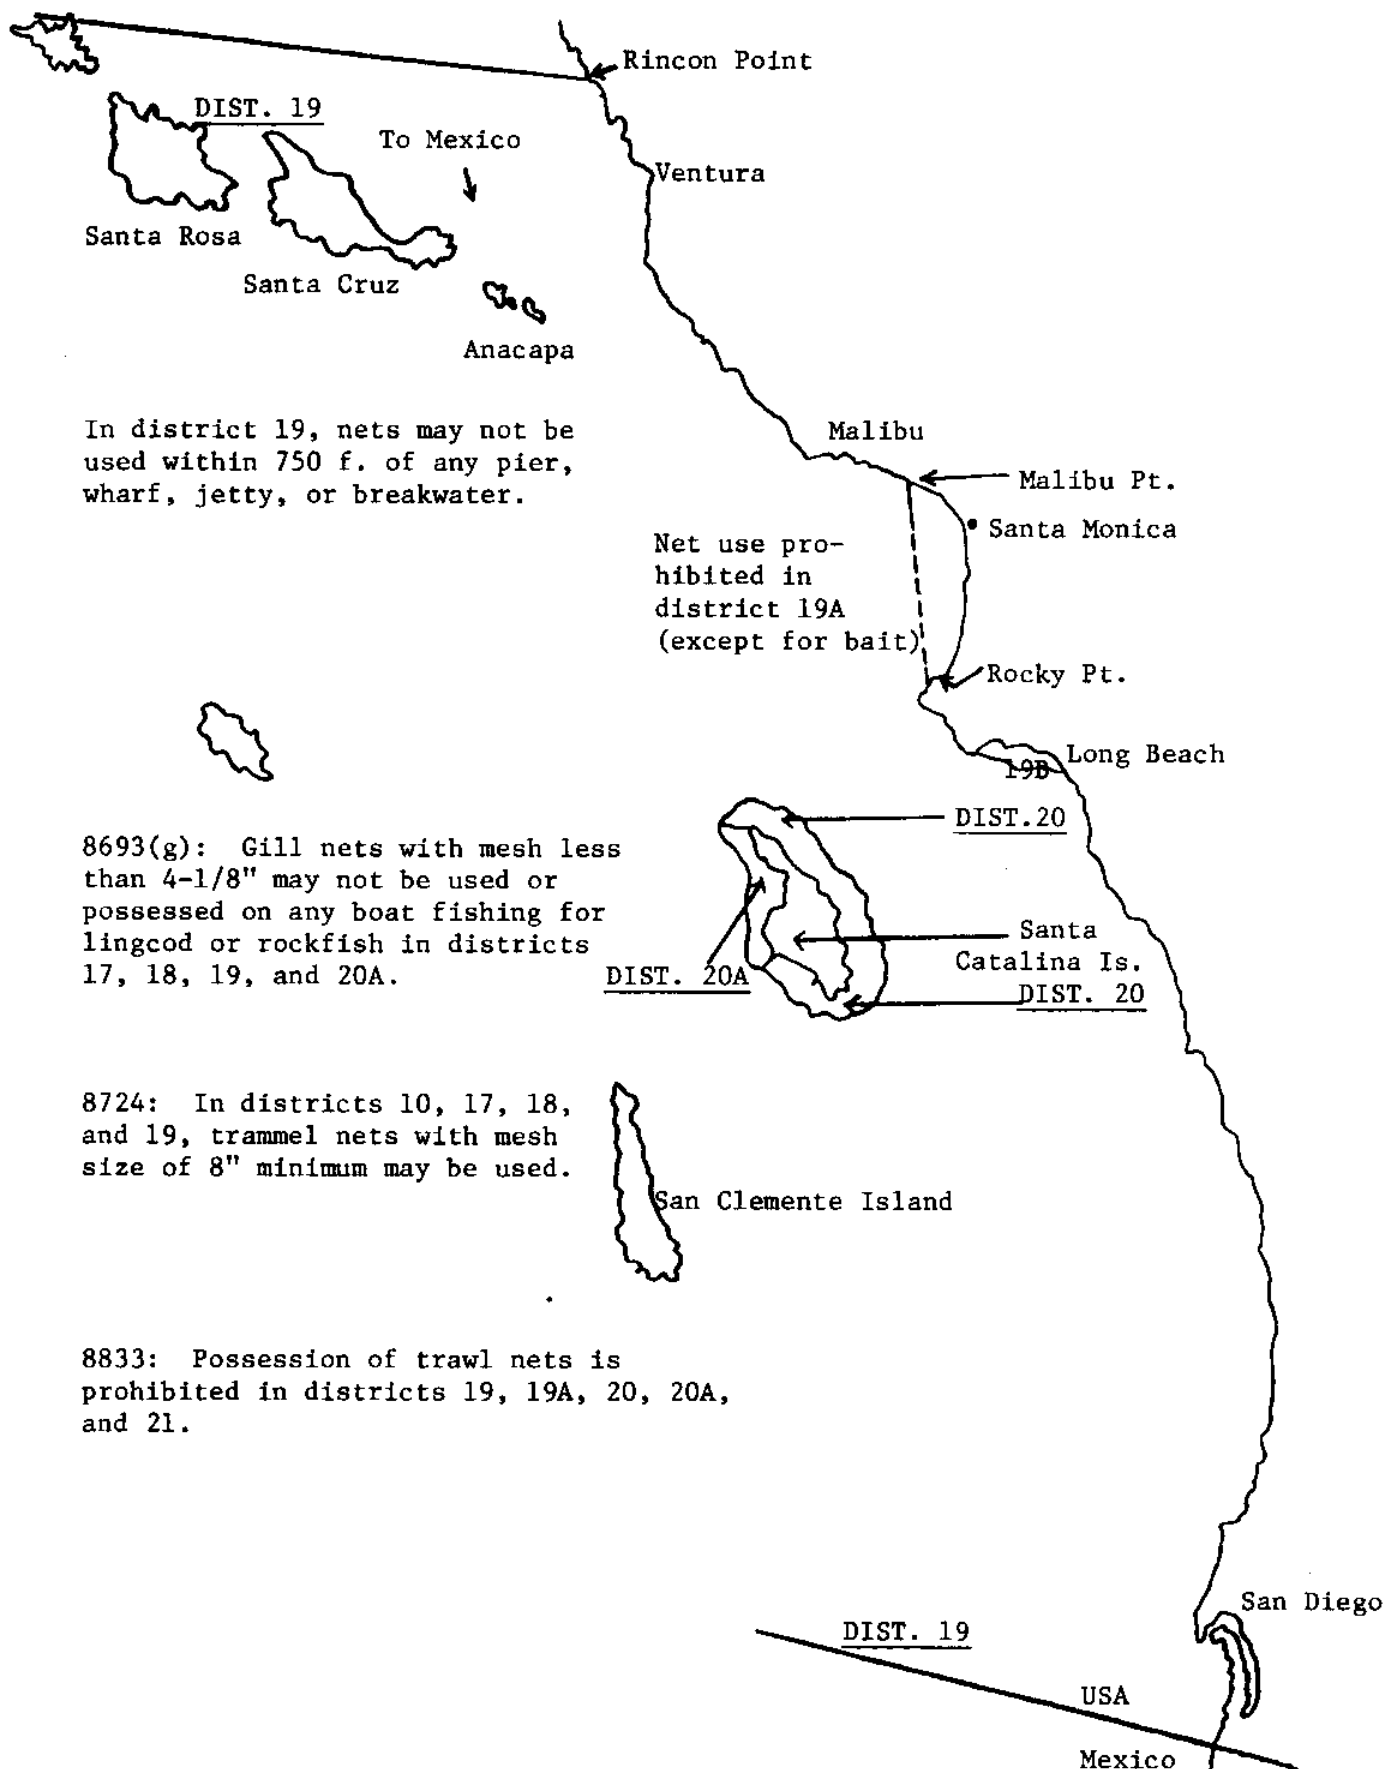 Rincon Point
DIST. 19
To Mexico
Ventura
Santa Rosa
Santa Cruz
Anacapa
In district 19, nets may not be
used within 750 f. of any pier,
wharf, jetty, or breakwater.
Malibu
Malibu Pt.
Santa Monica
Net use pro-
hibited in
district 19A
(except for bait)
Rocky Pt.
Long Beach
19B
DIST.20
8693(g): Gill nets with mesh less
than 4-1/8" may not be used or
possessed on any boat fishing for
lingcod or rockfish in districts
17, 18, 19, and 20A.
DIST. 20A
Santa
Catalina Is.
DIST. 20
8724: In districts 10, 17, 18,
and 19, trammel nets with mesh
size of 8" minimum may be used.
San Clemente Island
8833: Possession of trawl nets is
prohibited in districts 19, 19A, 20, 20A,
and 21.
San Diego
DIST. 19
USA
Mexico